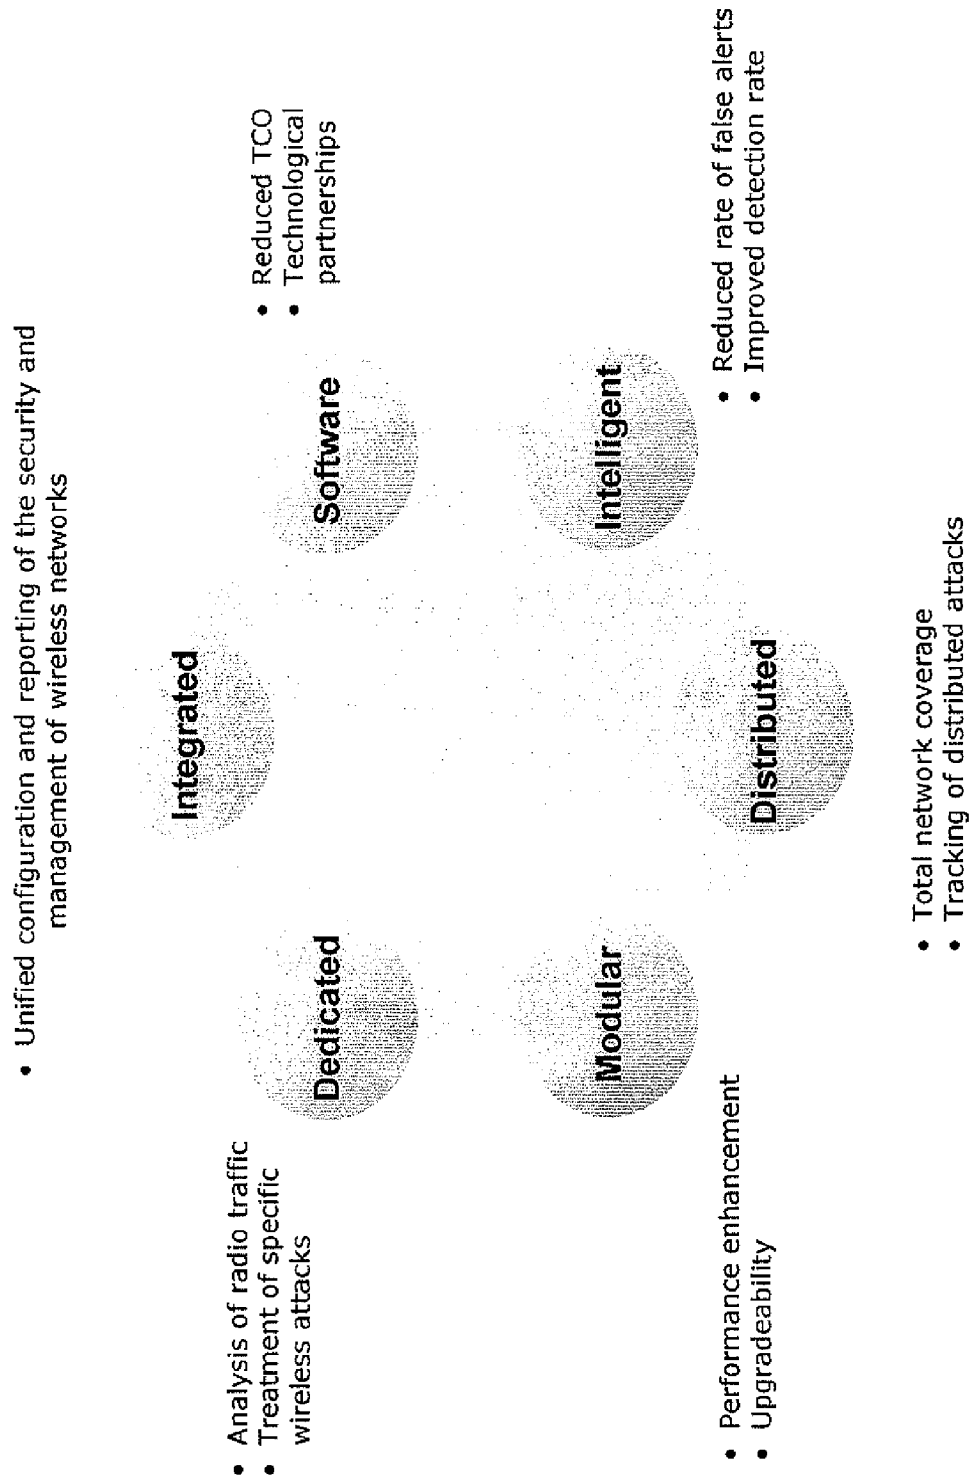 • Unified configuration and reporting of the security and
management of wireless networks
Integrated
• Analysis of radio traffic
• Treatment of specific
wireless attacks
Dedicated
Software
• Reduced TCO
• Technological
partnerships
Modular
Intelligent
• Performance enhancement
• Upgradeability
• Reduced rate of false alerts
• Improved detection rate
Distributed
• Total network coverage
• Tracking of distributed attacks